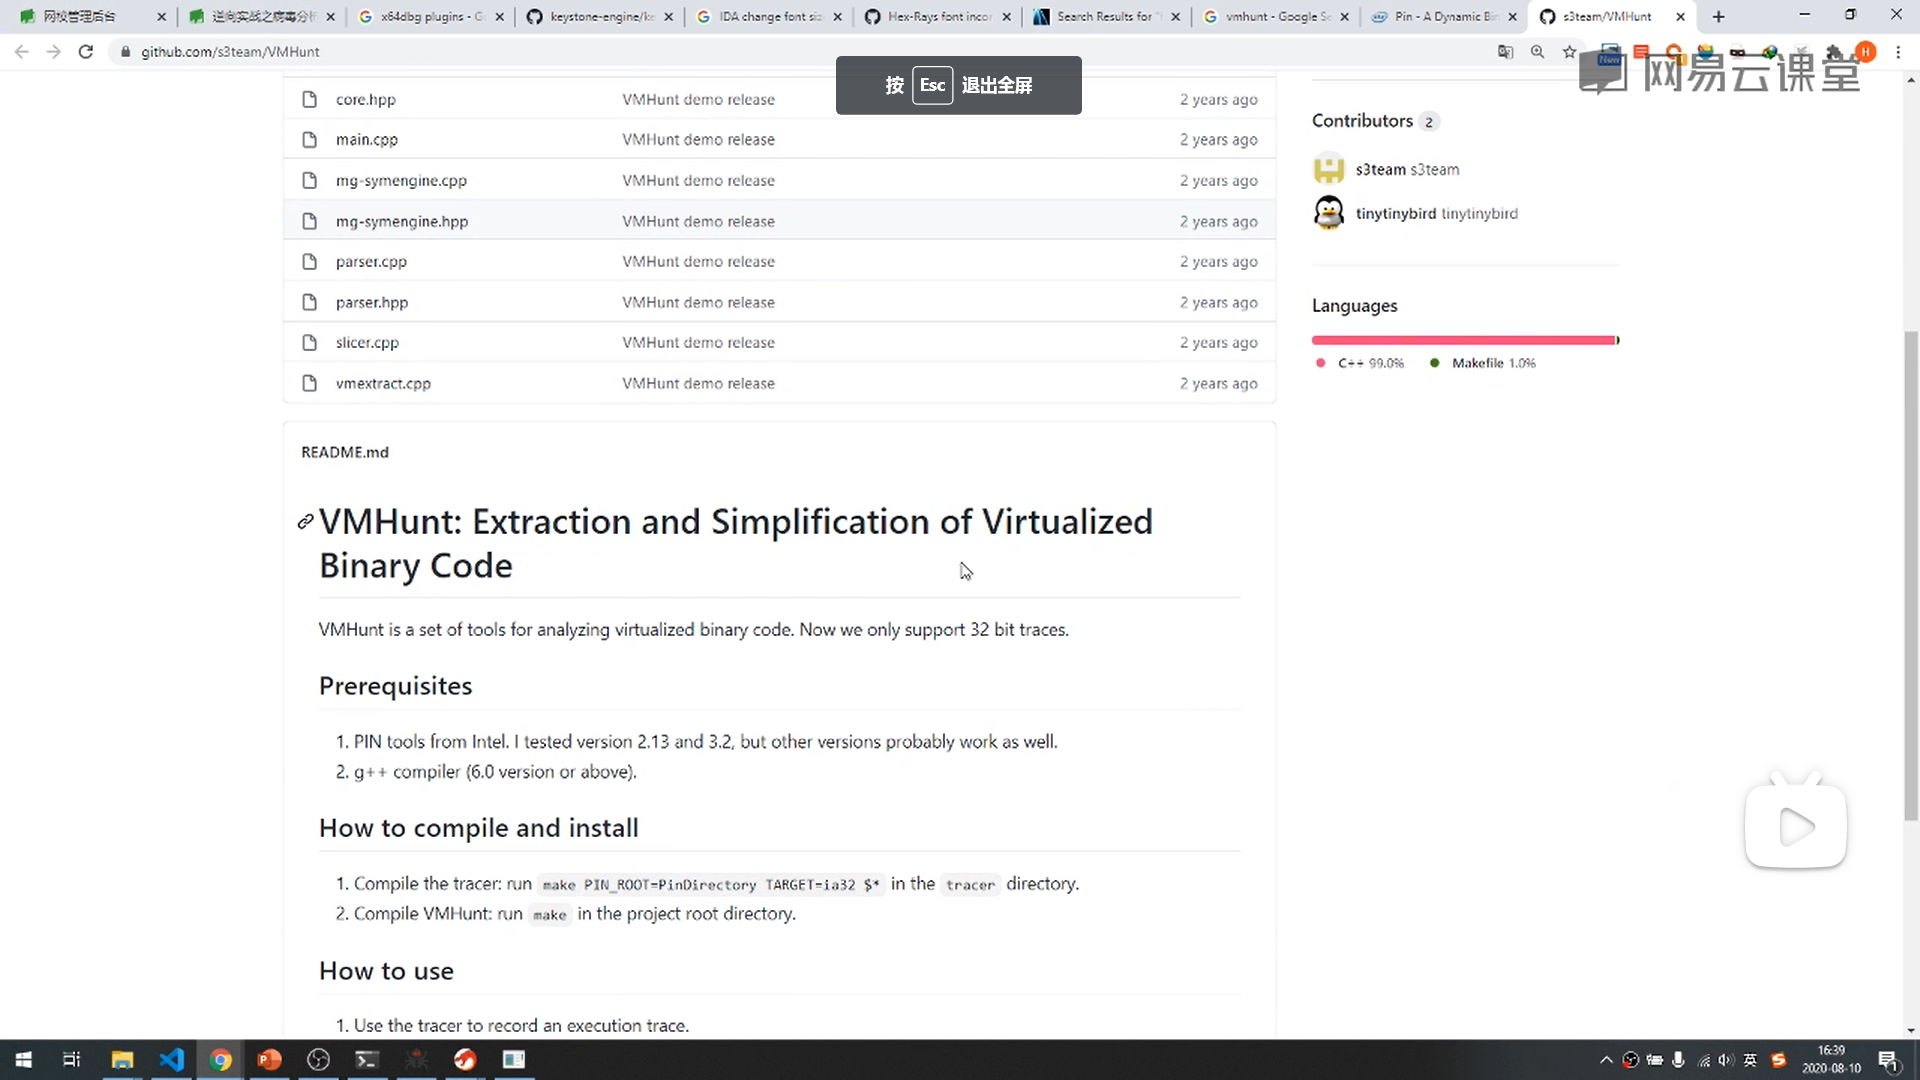 网校管理后台
逆向实战之病毒分析
x64dbg plugins - G
keystone-engine/ke
IDA change font siz
Hex-Rays font incor
Search Results for "
vmhunt - Google Se
Pin - A Dynamic Bin
s3team/VMHunt
github.com/s3team/VMHunt
New
H
按 Esc 退出全屏
网易云课堂
core.hpp VMHunt demo release 2 years ago
main.cpp VMHunt demo release 2 years ago
mg-symengine.cpp VMHunt demo release 2 years ago
mg-symengine.hpp VMHunt demo release 2 years ago
parser.cpp VMHunt demo release 2 years ago
parser.hpp VMHunt demo release 2 years ago
slicer.cpp VMHunt demo release 2 years ago
vmextract.cpp VMHunt demo release 2 years ago
Contributors 2
s3team s3team
tinytinybird tinytinybird
Languages
C++ 99.0% Makefile 1.0%
README.md
VMHunt: Extraction and Simplification of Virtualized
Binary Code
VMHunt is a set of tools for analyzing virtualized binary code. Now we only support 32 bit traces.
Prerequisites
1. PIN tools from Intel. I tested version 2.13 and 3.2, but other versions probably work as well.
2. g++ compiler (6.0 version or above).
How to compile and install
1. Compile the tracer: run make PIN_ROOT=PinDirectory TARGET=ia32 $* in the tracer directory.
2. Compile VMHunt: run make in the project root directory.
How to use
1. Use the tracer to record an execution trace.
英
16:39
2020-08-10
1